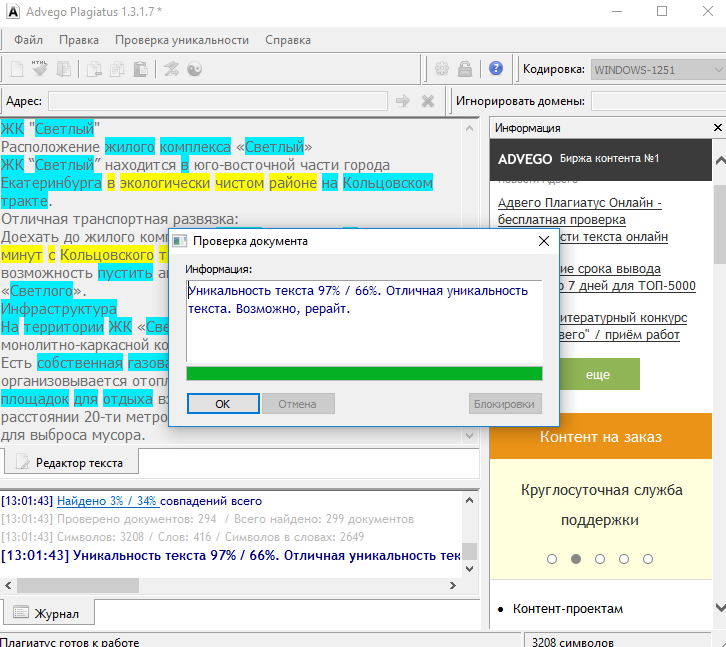 Advego Plagiatus 1.3.1.7 *
Файл Правка Проверка уникальности Справка
HTML
Кодировка: WINDOWS-1251
Адрес:
Игнорировать домены:
ЖК "Светлый"
Расположение жилого комплекса «Светлый»
ЖК “Светлый” находится в юго-восточной части города
Екатеринбурга в экологически чистом районе на Кольцовском
тракте.
Отличная транспортная развязка:
Доехать до жилого
минут с Кольцовского
возможность пустить
«Светлого».
Инфраструктура
На территории ЖК
монолитно-каркасной
Есть собственная
организовывается
площадок для отдыха
расстоянии 20-ти
для выброса мусора.
Редактор текста
Проверка документа
Информация:
Уникальность текста 97% / 66%. Отличная уникальность
текста. Возможно, рерайт.
ОК Отмена Блокировки
[13:01:43] Найдено 3% / 34% совпадений всего
[13:01:43] Проверено документов: 294 / Всего найдено: 299 документов
[13:01:43] Символов: 3208 / Слов: 416 / Символов в словах: 2649
[13:01:43] Уникальность текста 97% / 66%. Отличная уникальность тек
Журнал
Плагиатус готов к работе
3208 символов
Информация
ADVEGO Биржа контента №1
Новости Адвего
Адвего Плагиатус Онлайн -
бесплатная проверка
сти текста онлайн
ие срока вывода
7 дней для ТОП-5000
итературный конкурс
вего" / приём работ
еще
Контент на заказ
Круглосуточная служба
поддержки
• Контент-проектам